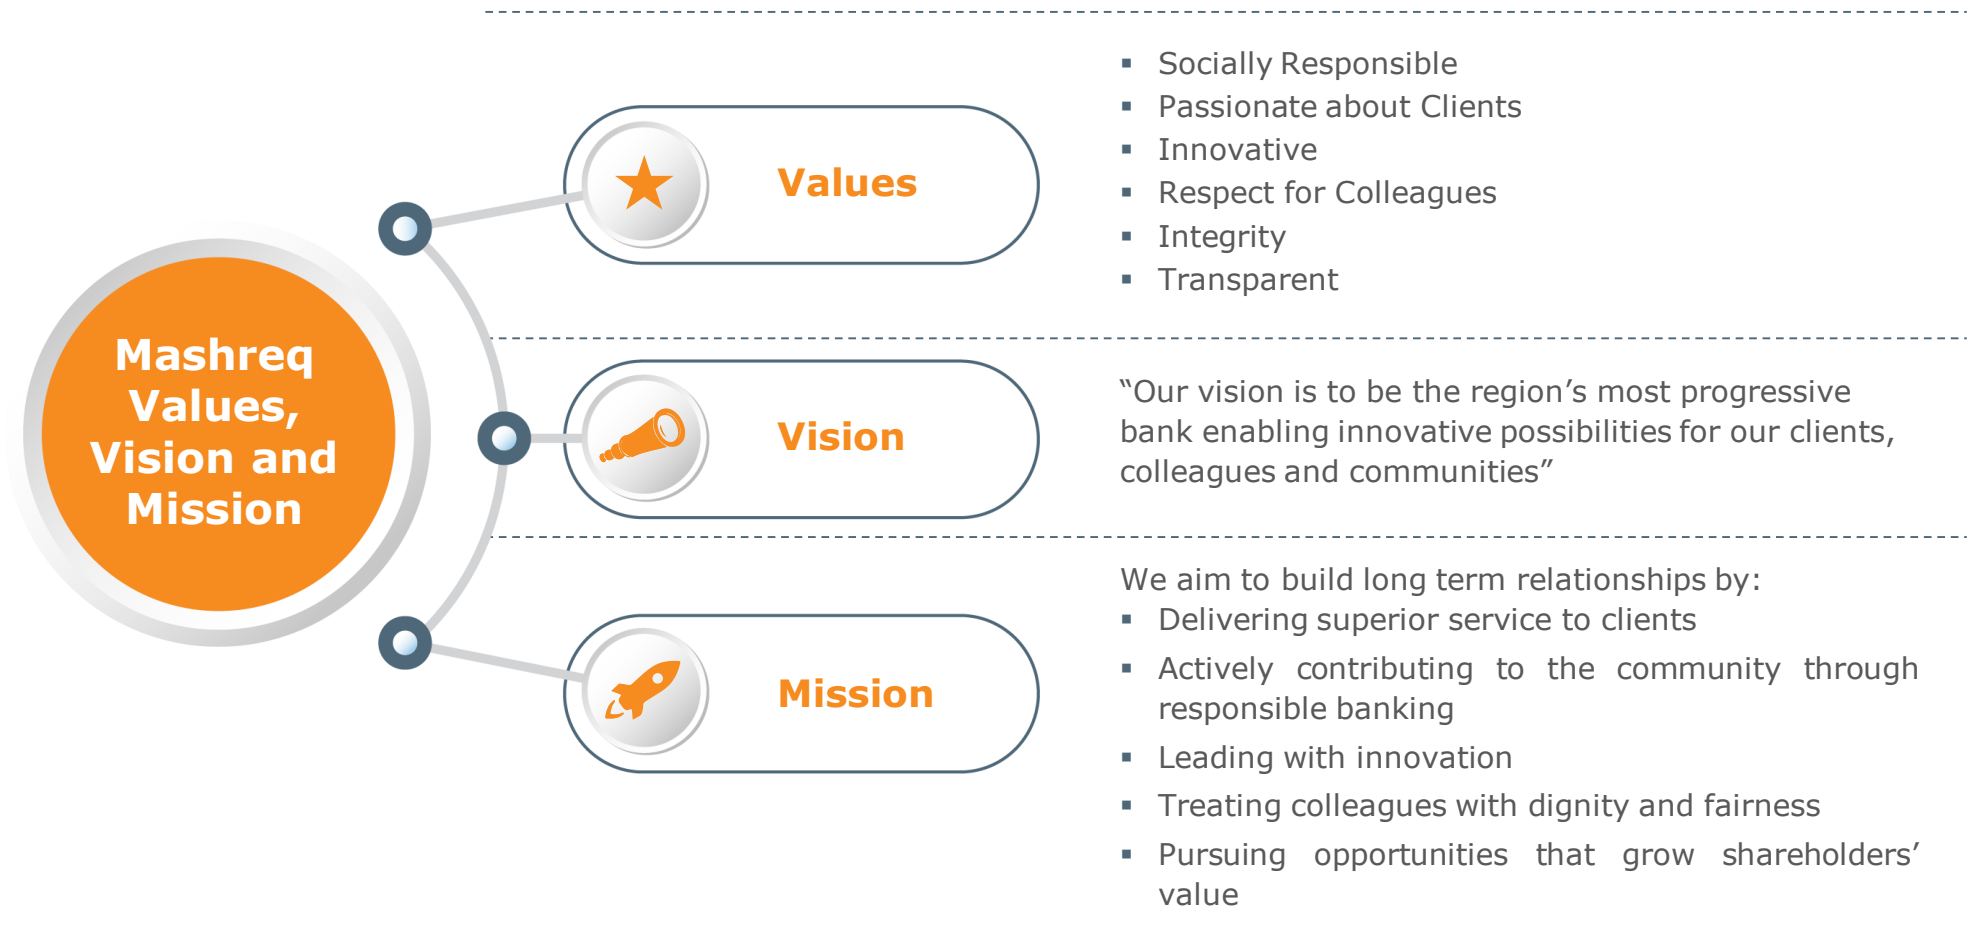 Mashreq
Values,
Vision and
Mission
Values
▪ Socially Responsible
▪ Passionate about Clients
▪ Innovative
▪ Respect for Colleagues
▪ Integrity
▪ Transparent
Vision
“Our vision is to be the region’s most progressive
bank enabling innovative possibilities for our clients,
colleagues and communities”
Mission
We aim to build long term relationships by:
▪ Delivering superior service to clients
▪ Actively contributing to the community through
responsible banking
▪ Leading with innovation
▪ Treating colleagues with dignity and fairness
▪ Pursuing opportunities that grow shareholders’
value